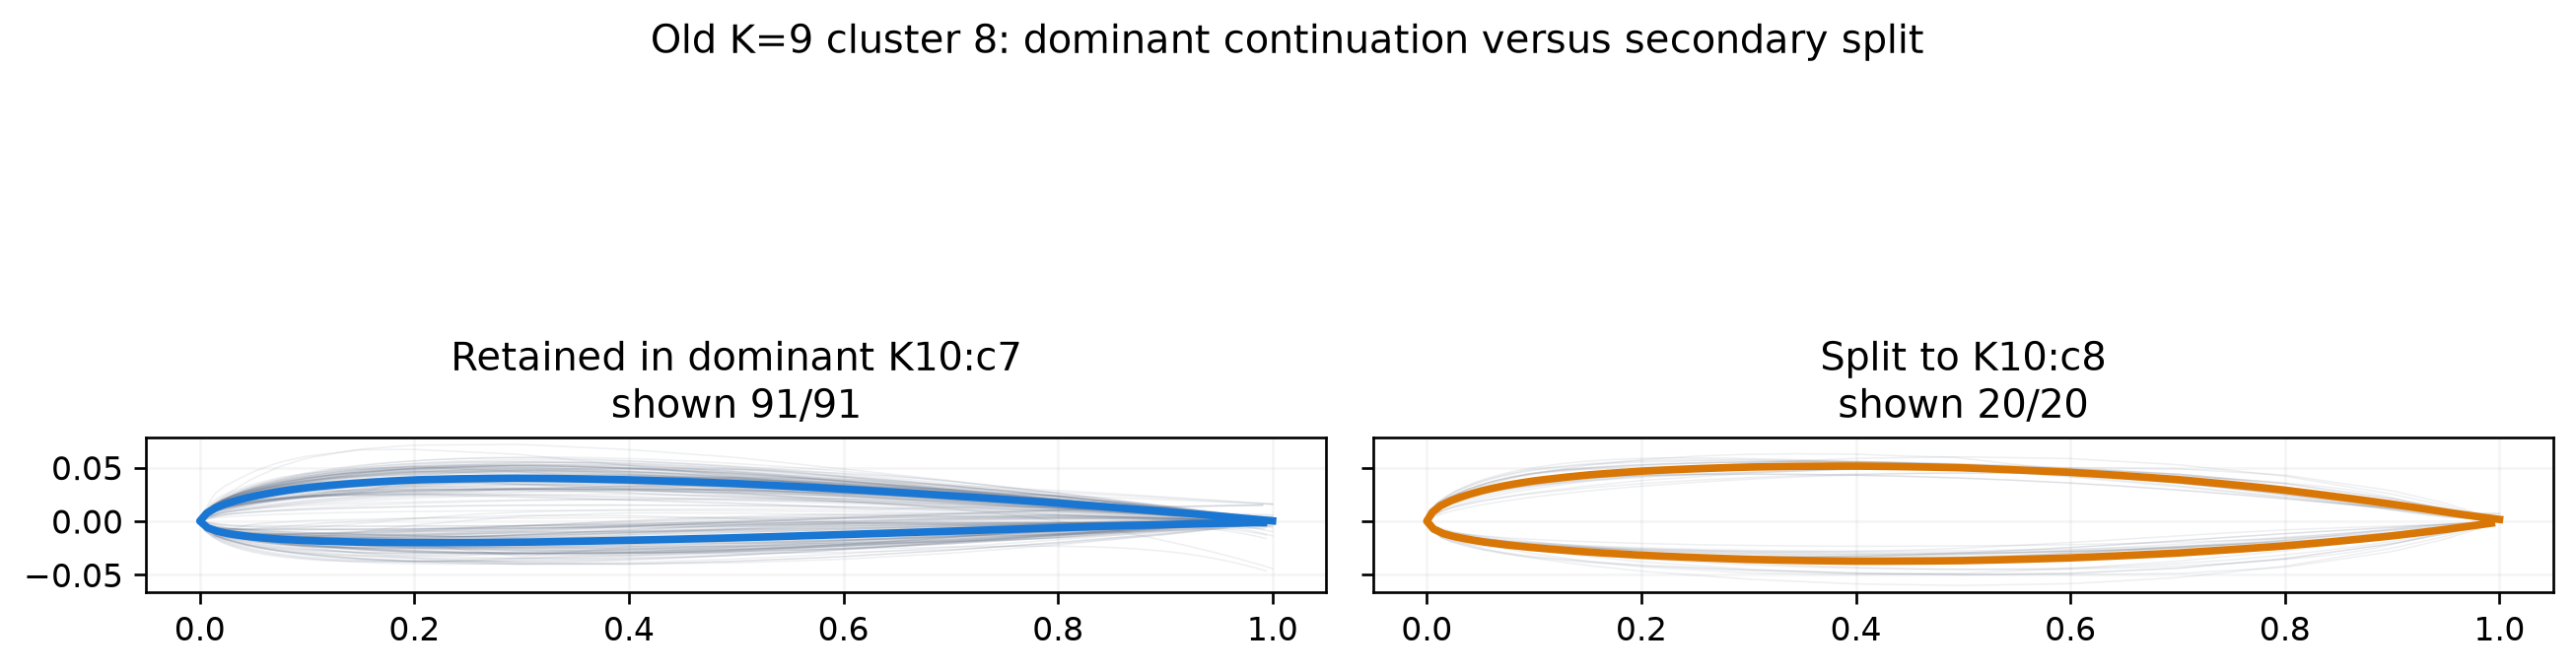 Old K=9 cluster 8: dominant continuation versus secondary split
Retained in dominant K10:c7
shown 91/91
Split to K10:c8
shown 20/20
0.05
0.00
−0.05
0.0 0.2 0.4 0.6 0.8 1.0
0.0 0.2 0.4 0.6 0.8 1.0